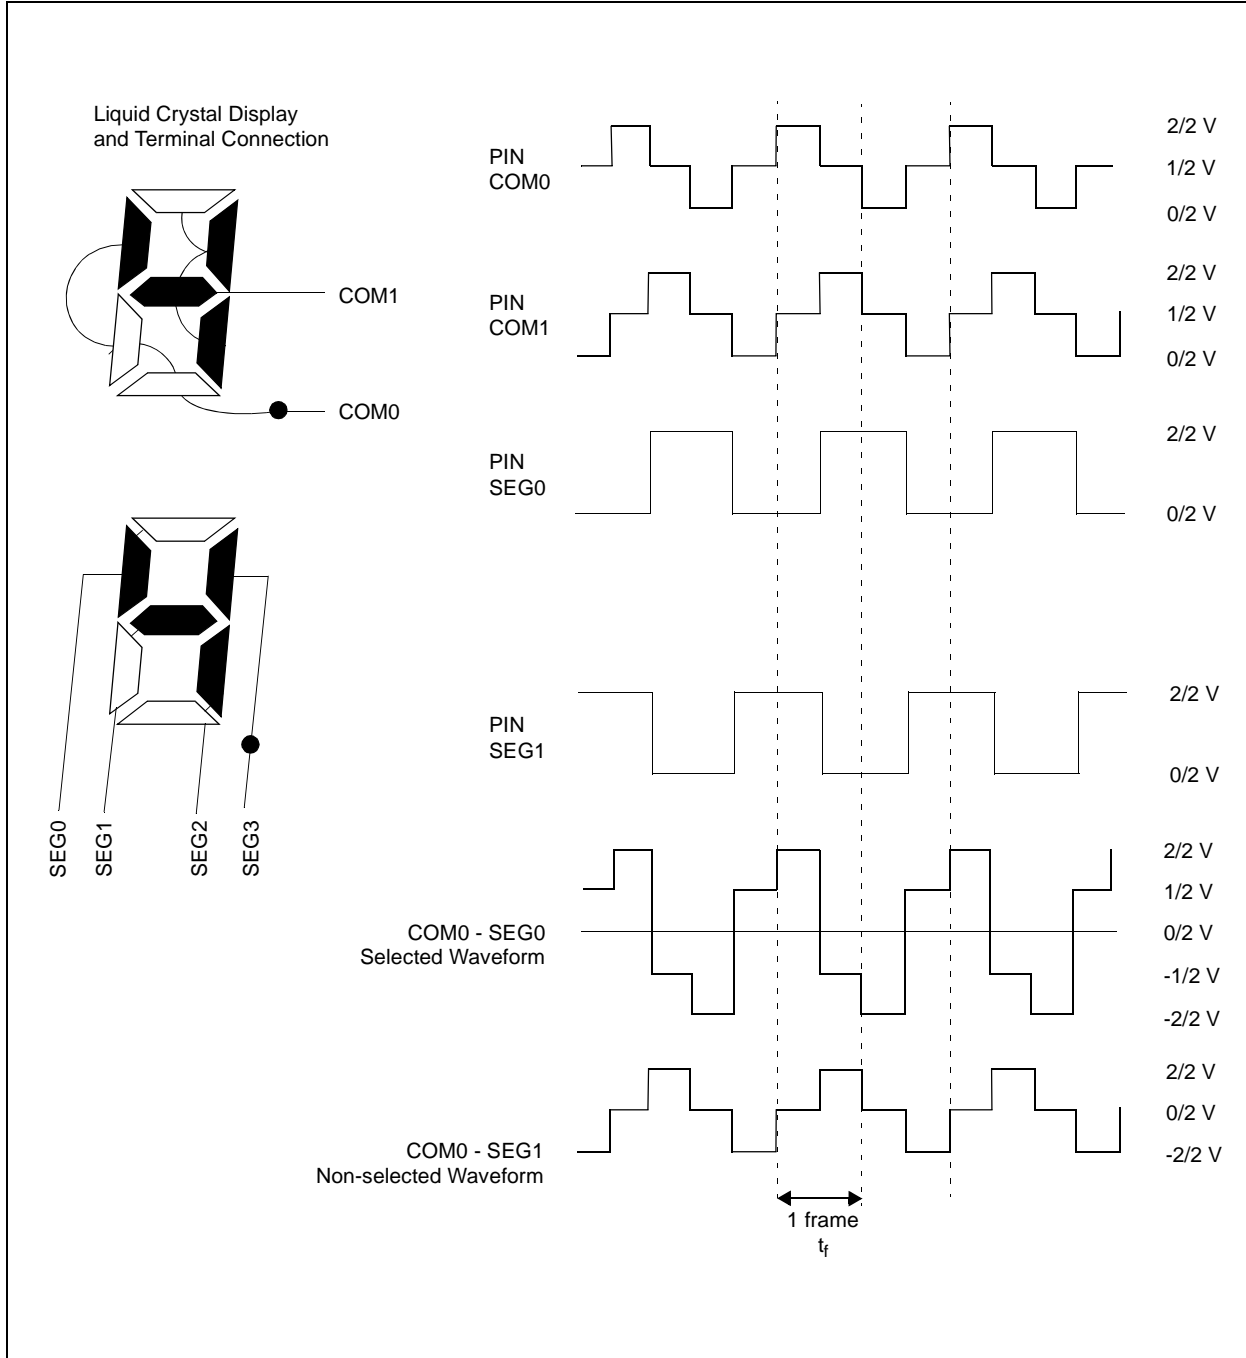 Liquid Crystal Display
and Terminal Connection
COM1
COM0
SEG0
SEG1
SEG2
SEG3
PIN
COM0
2/2 V
1/2 V
0/2 V
PIN
COM1
2/2 V
1/2 V
0/2 V
PIN
SEG0
2/2 V
0/2 V
PIN
SEG1
2/2 V
0/2 V
COM0 - SEG0
Selected Waveform
2/2 V
1/2 V
0/2 V
-1/2 V
-2/2 V
COM0 - SEG1
Non-selected Waveform
2/2 V
0/2 V
-2/2 V
1 frame
tf